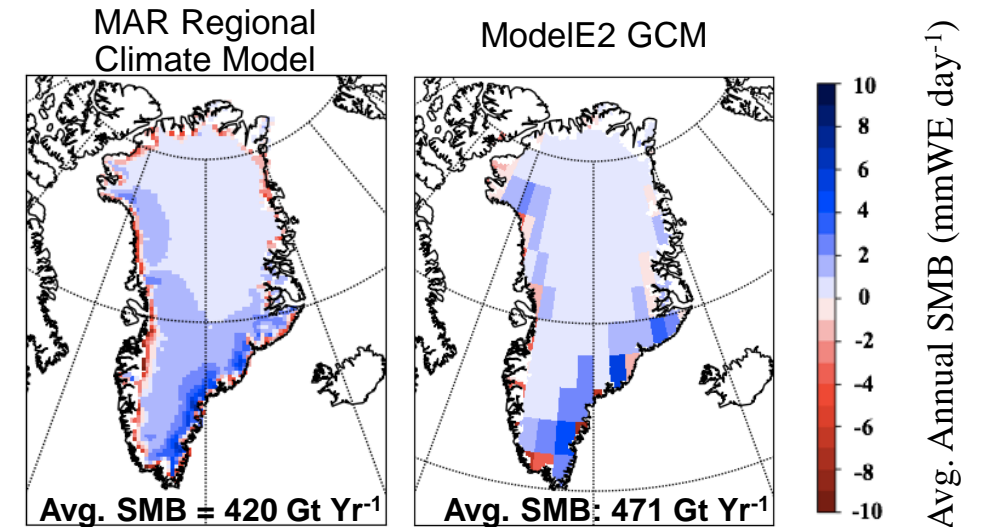 MAR Regional
Climate Model
ModelE2 GCM
Avg. SMB = 420 Gt Yr-1
Avg. SMB: 471 Gt Yr-1
10
8
6
4
2
0
-2
-4
-6
-8
-10
Avg. Annual SMB (mmWE day-1)